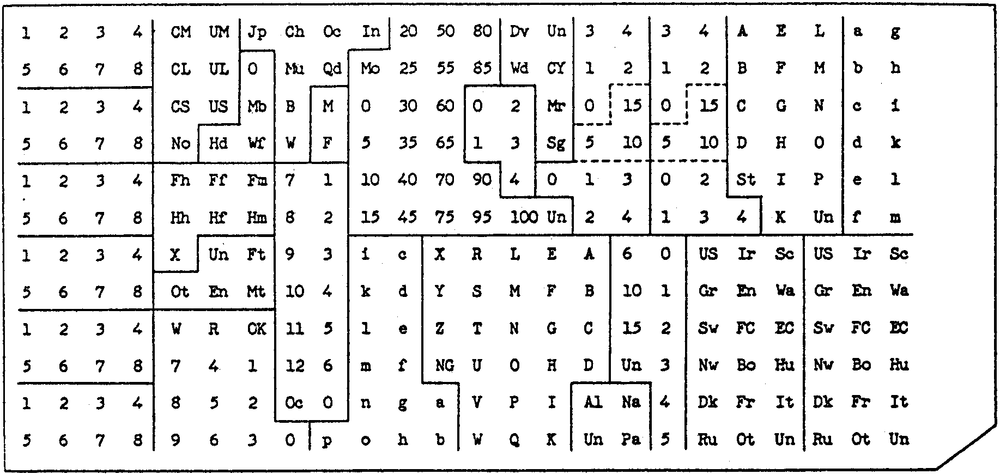 1 2 3 4 CM UM Jp Ch Oc In 20 50 80 Dv Un 3 4 3 4 A E L a g
5 6 7 8 CL UL O Mu Qd Mo 25 55 85 Wd CY 1 2 1 2 B F M b h
1 2 3 4 CS US Mb B M 0 30 60 0 2 Mr 0 15 0 15 C G N c i
5 6 7 8 No Hd Wf W F 5 35 65 1 3 Sg 5 10 5 10 D H O d k
1 2 3 4 Fh Ff Fm 7 1 10 40 70 90 4 0 1 3 0 2 St I P e l
5 6 7 8 Hh Hf Hm 8 2 15 45 75 95 100 Un 2 4 1 3 4 K Un f m
1 2 3 4 X Un Ft 9 3 i c X R L E A 6 0 US Ir Sc US Ir Sc
5 6 7 8 Ot En Mt 10 4 k d Y S M F B 10 1 Gr En Wa Gr En Wa
1 2 3 4 W R OK 11 5 l e Z T N G C 15 2 Sw FC EC Sw FC EC
5 6 7 8 7 4 1 12 6 m f NG U O H D Un 3 Nw Bo Hu Nw Bo Hu
1 2 3 4 8 5 2 Oc 0 n g a V P I Al Na 4 Dk Fr It Dk Fr It
5 6 7 8 9 6 3 0 p o h b W Q K Un Pa 5 Ru Ot Un Ru Ot Un